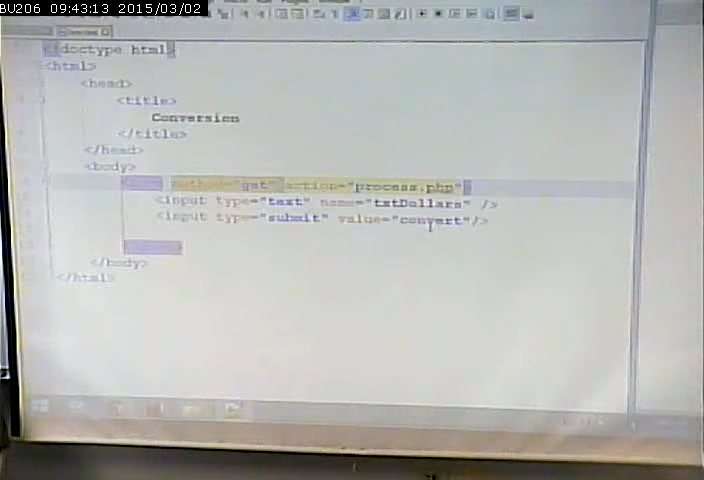 BU206 09:43:13 2015/03/02
<!doctype html>
<html>
<head>
<title>
Conversion
</title>
</head>
<body>
method="get" action="process.php">
<input type="text" name="txtDollars" />
<input type="submit" value="convert"/>
</body>
</html>